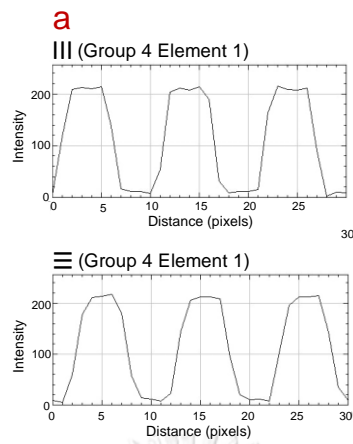 a
(Group 4 Element 1)
Intensity
200
100
0
0 5 10 15 20 25
Distance (pixels)
30
(Group 4 Element 1)
Intensity
200
100
0
0 5 10 15 20 25 30
Distance (pixels)